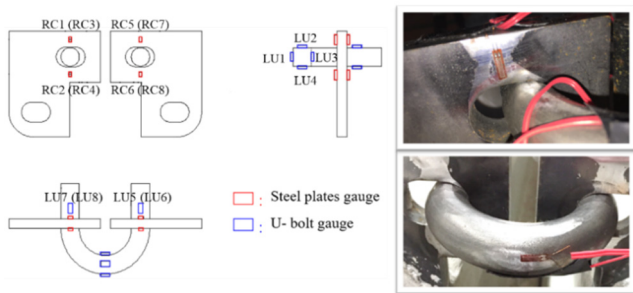 RC1 (RC3) RC5 (RC7)
RC2 (RC4) RC6 (RC8)
LU2
LU1 LU3
LU4
LU7 (LU8) LU5 (LU6)
: Steel plates gauge
: U- bolt gauge